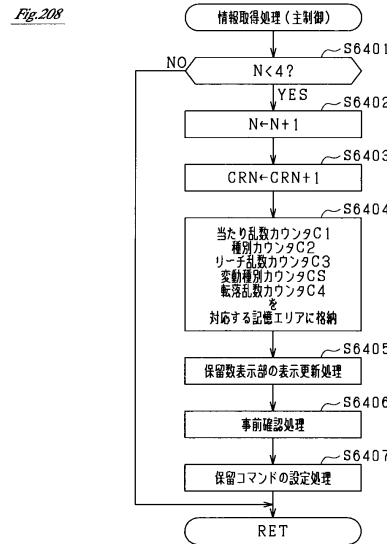 Fig.208
情報取得処理(主制御)
S6401
N<4?
NO
YES
S6402
N←N+1
S6403
CRN←CRN+1
S6404
当たり乱数カウンタC1
種別カウンタC2
リーチ乱数カウンタC3
変動種別カウンタCS
転落乱数カウンタC4
を
対応する記憶エリアに格納
S6405
保留数表示部の表示更新処理
S6406
事前確認処理
S6407
保留コマンドの設定処理
RET